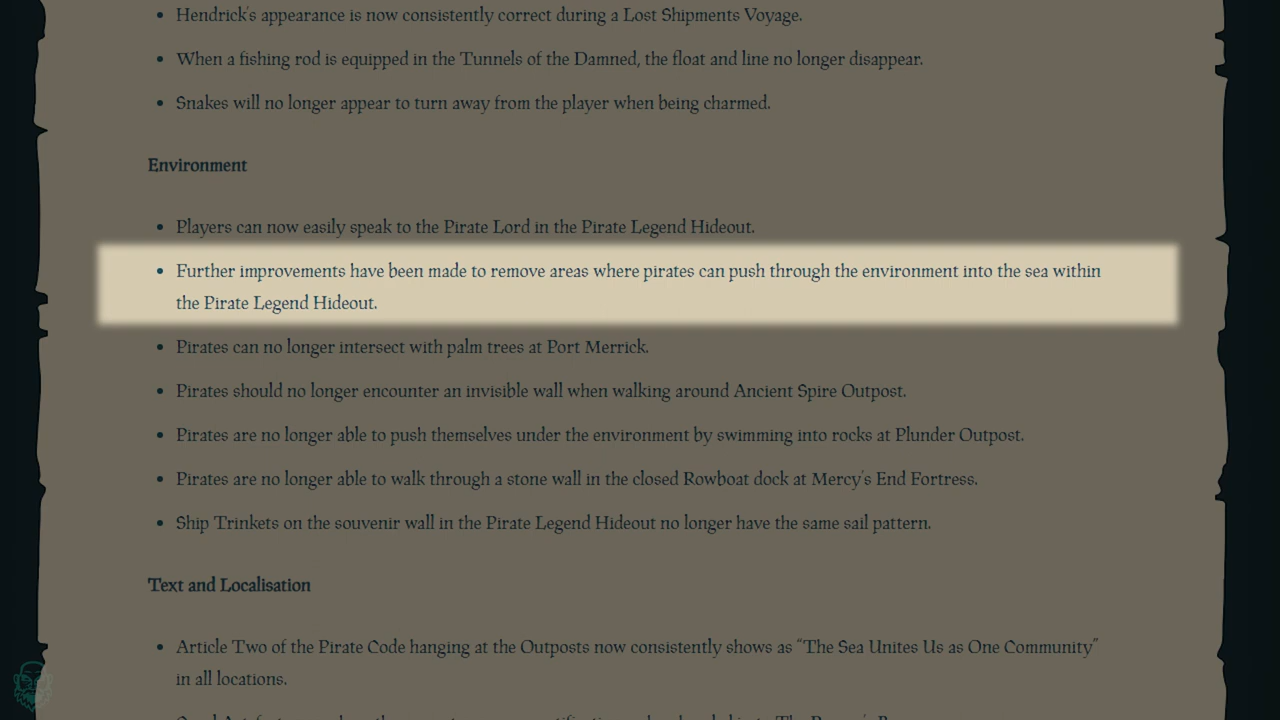 Hendrick's appearance is now consistently correct during a Lost Shipments Voyage.
When a fishing rod is equipped in the Tunnels of the Damned, the float and line no longer disappear.
Snakes will no longer appear to turn away from the player when being charmed.
Environment
Players can now easily speak to the Pirate Lord in the Pirate Legend Hideout.
Further improvements have been made to remove areas where pirates can push through the environment into the sea within
the Pirate Legend Hideout.
Pirates can no longer intersect with palm trees at Port Merrick.
Pirates should no longer encounter an invisible wall when walking around Ancient Spire Outpost.
Pirates are no longer able to push themselves under the environment by swimming into rocks at Plunder Outpost.
Pirates are no longer able to walk through a stone wall in the closed Rowboat dock at Mercy's End Fortress.
Ship Trinkets on the souvenir wall in the Pirate Legend Hideout no longer have the same sail pattern.
Text and Localisation
Article Two of the Pirate Code hanging at the Outposts now consistently shows as “The Sea Unites Us as One Community”
in all locations.